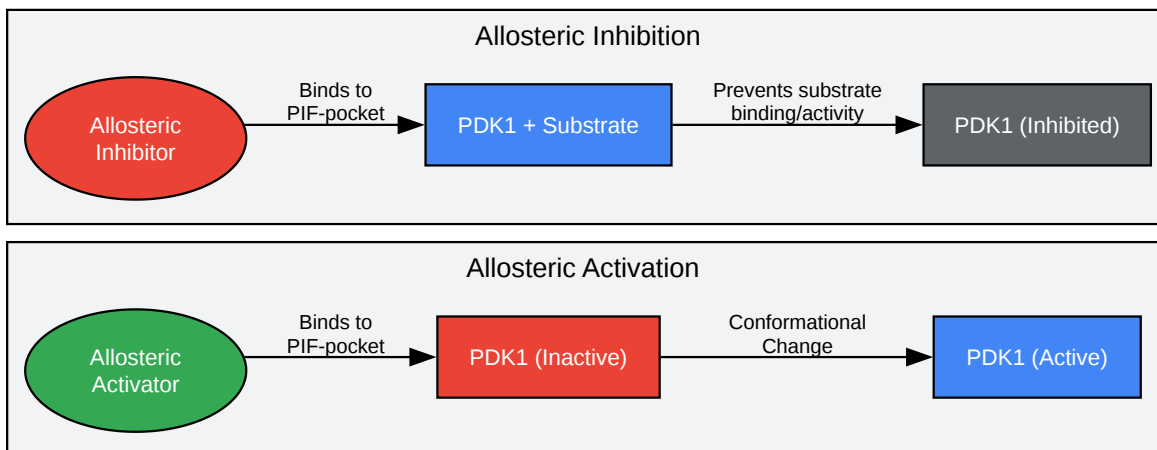 Allosteric Inhibition
Allosteric
Inhibitor
Binds to
PIF-pocket
PDK1 + Substrate
Prevents substrate
binding/activity
PDK1 (Inhibited)
Allosteric Activation
Allosteric
Activator
Binds to
PIF-pocket
PDK1 (Inactive)
Conformational
Change
PDK1 (Active)